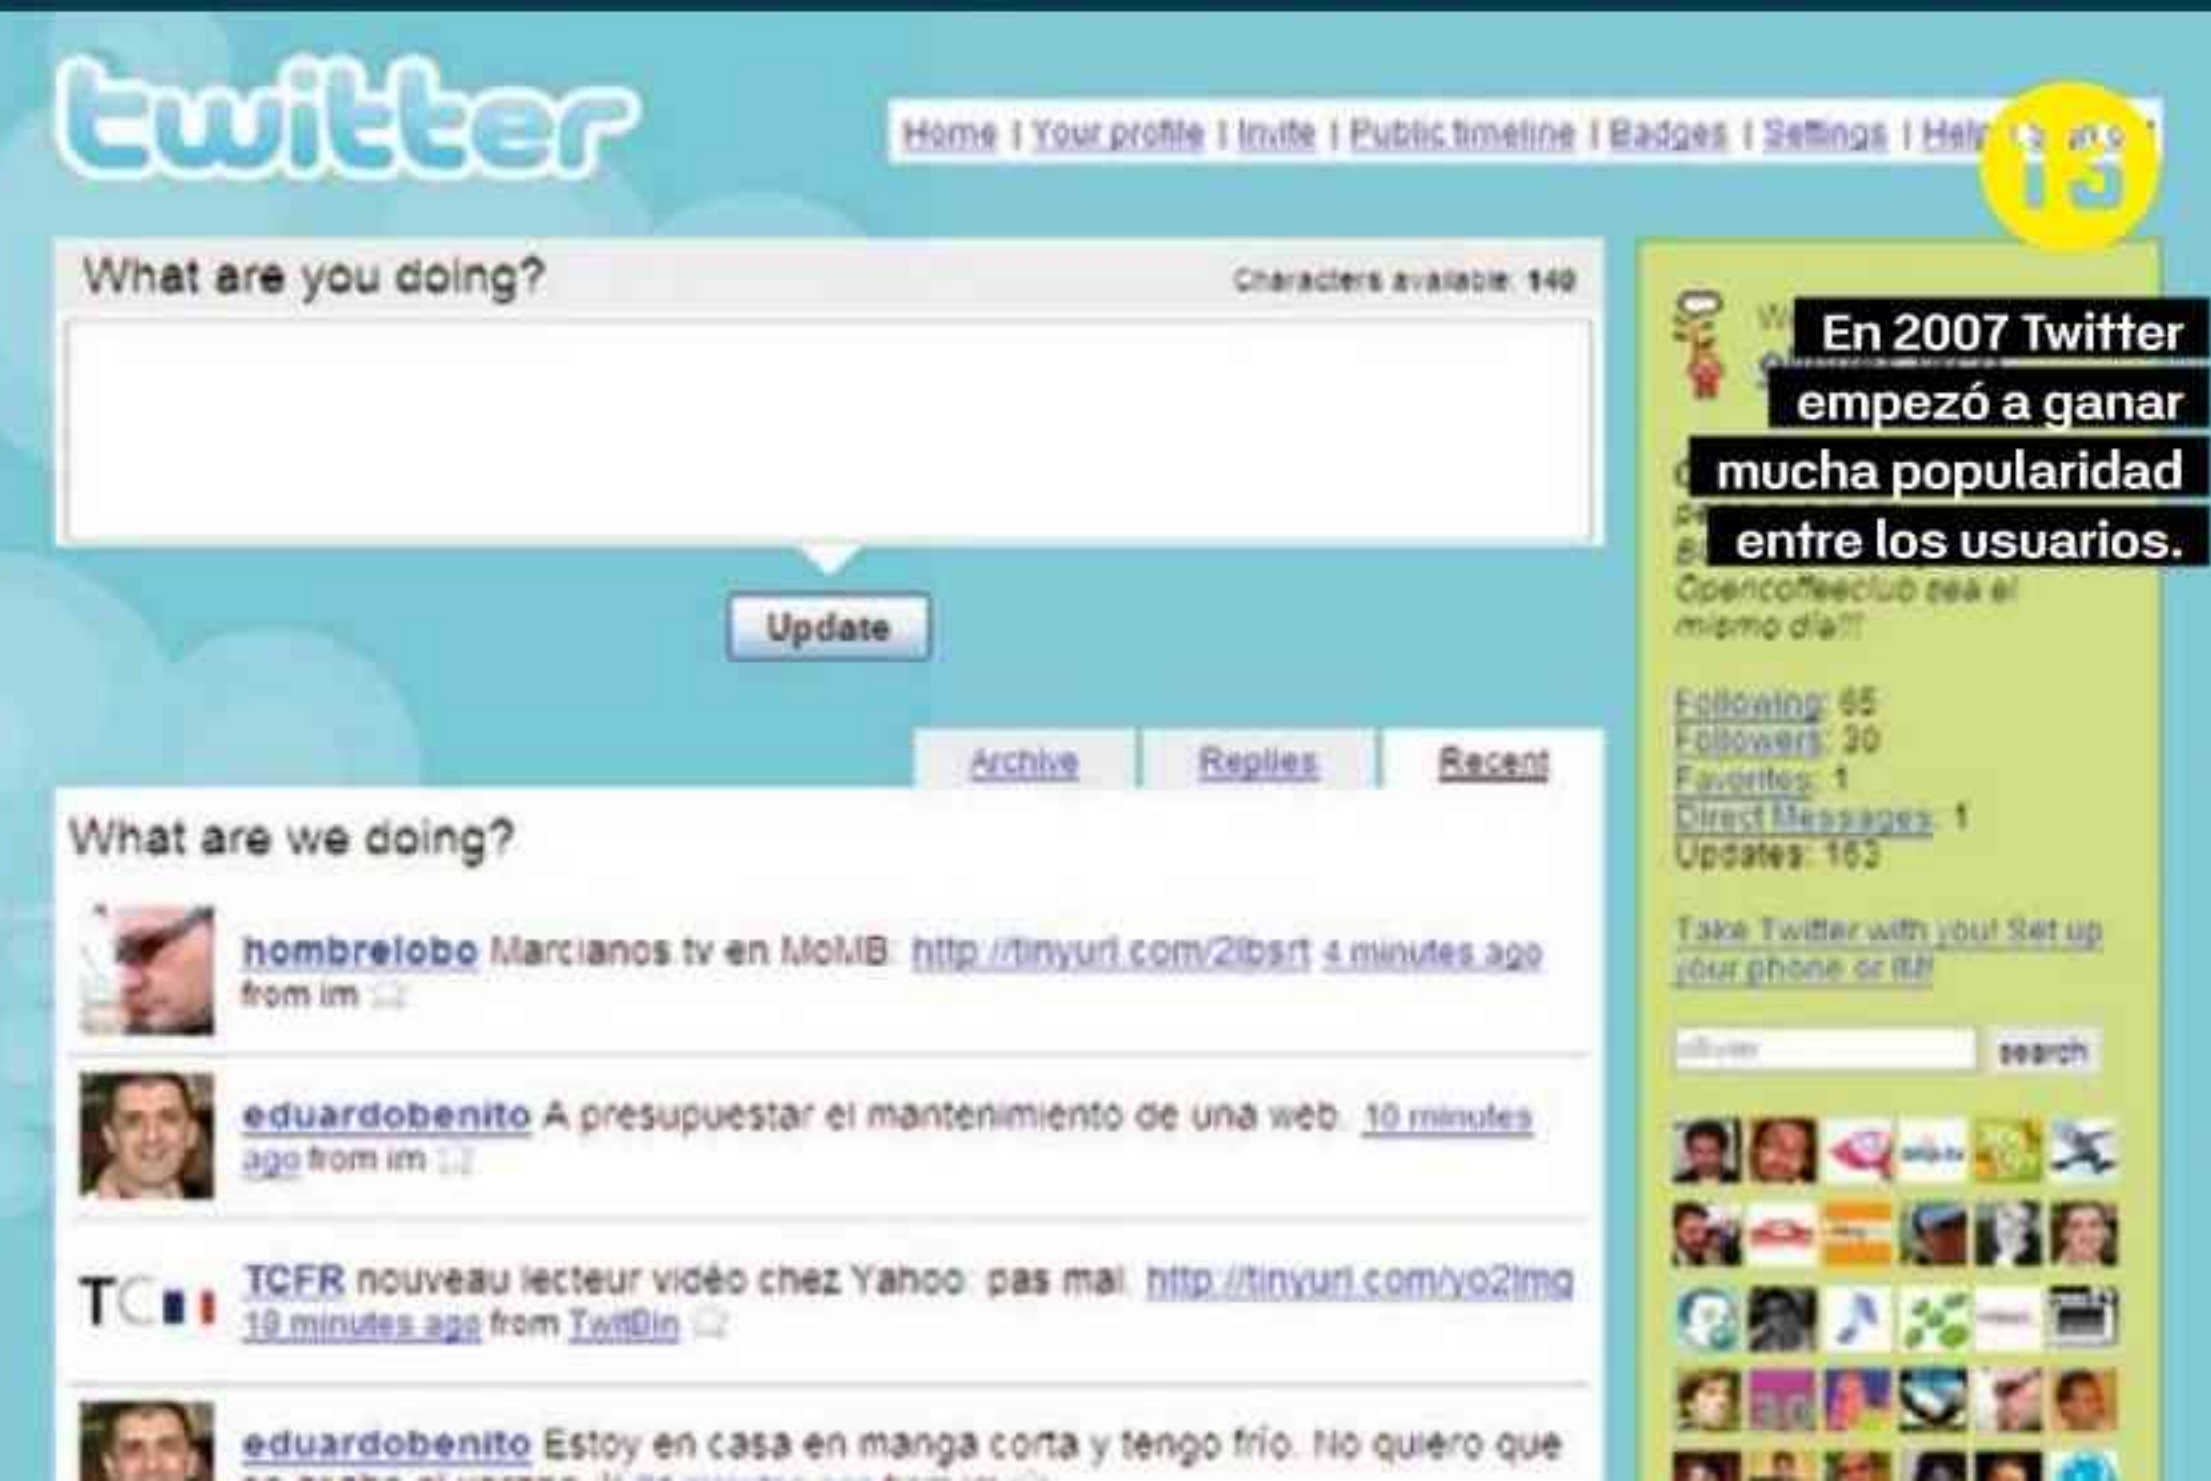 twitter
Home | Your profile | Invite | Public timeline | Badges | Settings | Help
13
What are you doing?
Characters available: 140
En 2007 Twitter
empezó a ganar
mucha popularidad
entre los usuarios.
Opencoffeeclub sea el
mismo día!!!
Update
Following: 65
Followers: 30
Favorites: 1
Direct Messages: 1
Updates: 163
Archive
Replies
Recent
What are we doing?
Take Twitter with you! Set up
your phone or IM!
search
hombrelobo Marcianos.tv en MoMB: http://tinyurl.com/2lbsrt 4 minutes ago
from im
eduardobenito A presupuestar el mantenimiento de una web. 10 minutes
ago from im
TCFR nouveau lecteur vidéo chez Yahoo: pas mal. http://tinyurl.com/yo2lmg
19 minutes ago from TwitBin
eduardobenito Estoy en casa en manga corta y tengo frío. No quiero que